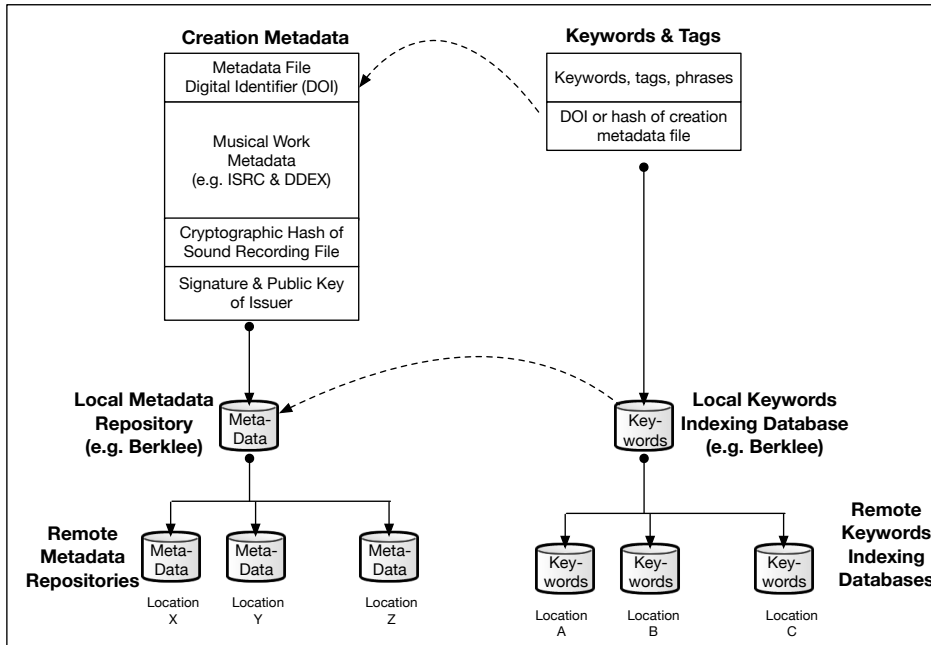 Creation Metadata
Metadata File
Digital Identifier (DOI)
Musical Work
Metadata
(e.g. ISRC & DDEX)
Cryptographic Hash of
Sound Recording File
Signature & Public Key
of Issuer
Keywords & Tags
Keywords, tags, phrases
DOI or hash of creation
metadata file
Local Metadata
Repository
(e.g. Berklee)
Meta-
Data
Key-
words
Local Keywords
Indexing Database
(e.g. Berklee)
Remote
Metadata
Repositories
Meta-
Data
Location
X
Meta-
Data
Location
Y
Meta-
Data
Location
Z
Key-
words
Location
A
Key-
words
Location
B
Key-
words
Location
C
Remote
Keywords
Indexing
Databases